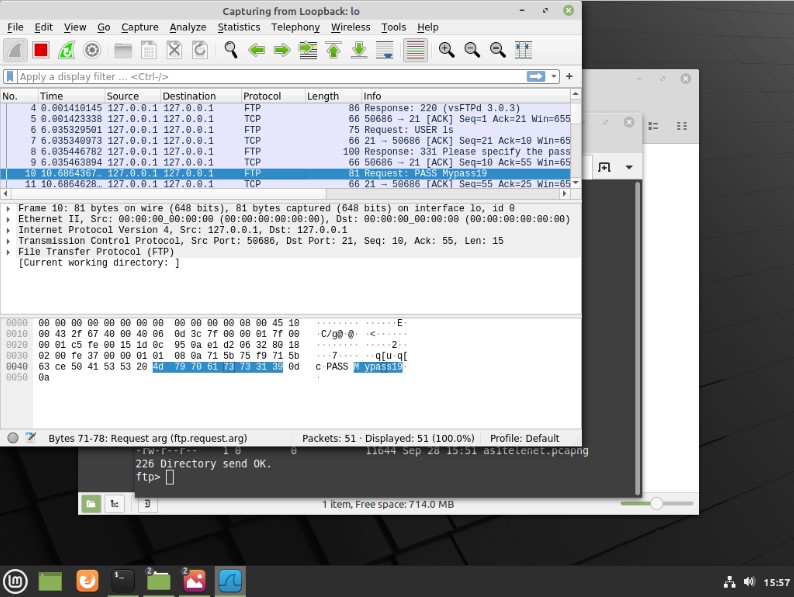 Capturing from Loopback: lo
File Edit View Go Capture Analyze Statistics Telephony Wireless Tools Help
Apply a display filter ... <Ctrl-/>
No. Time Source Destination Protocol Length Info
4 0.001410145 127.0.0.1 127.0.0.1 FTP 86 Response: 220 (vsFTPd 3.0.3)
5 0.001423338 127.0.0.1 127.0.0.1 TCP 66 50686 → 21 [ACK] Seq=1 Ack=21 Win=655
6 6.035329501 127.0.0.1 127.0.0.1 FTP 75 Request: USER ls
7 6.035340973 127.0.0.1 127.0.0.1 TCP 66 21 → 50686 [ACK] Seq=21 Ack=10 Win=65
8 6.035446782 127.0.0.1 127.0.0.1 FTP 100 Response: 331 Please specify the pass
9 6.035463894 127.0.0.1 127.0.0.1 TCP 66 50686 → 21 [ACK] Seq=10 Ack=55 Win=65
10 10.6864367… 127.0.0.1 127.0.0.1 FTP 81 Request: PASS Mypass19
11 10.6864628… 127.0.0.1 127.0.0.1 TCP 66 21 → 50686 [ACK] Seq=55 Ack=25 Win=65
Frame 10: 81 bytes on wire (648 bits), 81 bytes captured (648 bits) on interface lo, id 0
Ethernet II, Src: 00:00:00_00:00:00 (00:00:00:00:00:00), Dst: 00:00:00_00:00:00 (00:00:00:00:00:00)
Internet Protocol Version 4, Src: 127.0.0.1, Dst: 127.0.0.1
Transmission Control Protocol, Src Port: 50686, Dst Port: 21, Seq: 10, Ack: 55, Len: 15
File Transfer Protocol (FTP)
[Current working directory: ]
0000 00 00 00 00 00 00 00 00 00 00 00 00 08 00 45 10 ········ ······E·
0010 00 43 2f 67 40 00 40 06 0d 3c 7f 00 00 01 7f 00 ·C/g@·@· ·<······
0020 00 01 c5 fe 00 15 1d 0c 95 0a e1 d2 06 32 80 18 ········ ·····2··
0030 02 00 fe 37 00 00 01 01 08 0a 71 5b 75 f9 71 5b ···7···· ··q[u·q[
0040 63 ce 50 41 53 53 20 4d 79 70 61 73 73 31 39 0d c·PASS M ypass19·
0050 0a ·
Bytes 71-78: Request arg (ftp.request.arg) Packets: 51 · Displayed: 51 (100.0%) Profile: Default
-rw-r--r-- 1 0 0 11644 Sep 28 15:51 as1telenet.pcapng
226 Directory send OK.
ftp>
1 item, Free space: 714.0 MB
2 2 15:57